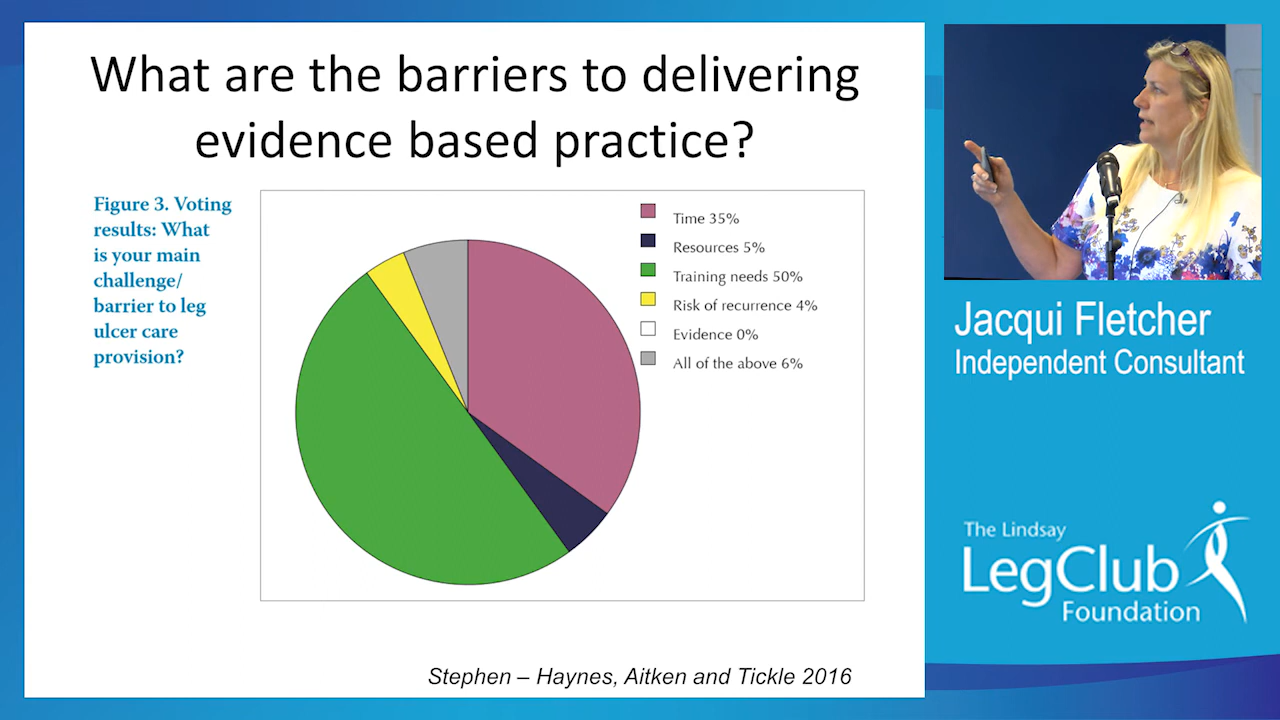 What are the barriers to delivering
evidence based practice?
Figure 3. Voting
results: What
is your main
challenge/
barrier to leg
ulcer care
provision?
Time 35%
Resources 5%
Training needs 50%
Risk of recurrence 4%
Evidence 0%
All of the above 6%
Stephen – Haynes, Aitken and Tickle 2016
Jacqui Fletcher
Independent Consultant
The Lindsay
LegClub
Foundation